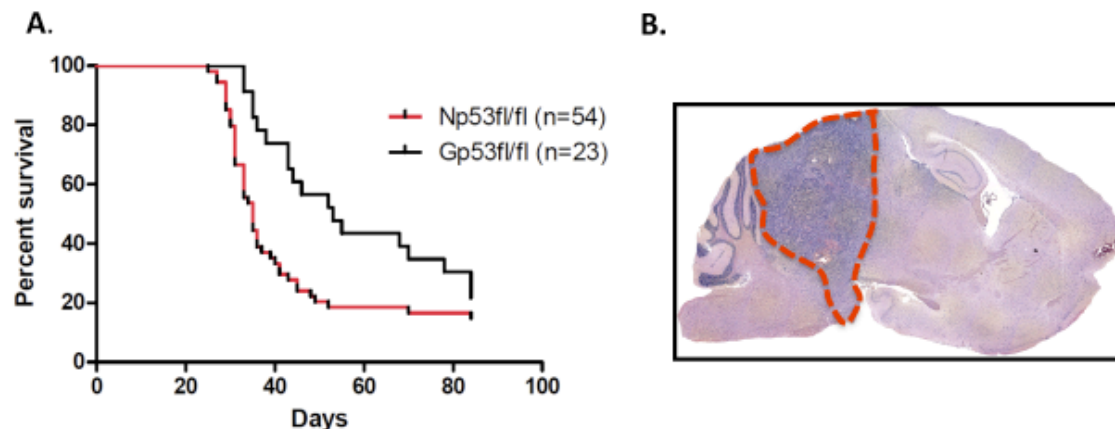 A.
B.
100
80
60
40
20
0
Percent survival
Np53fl/fl (n=54)
Gp53fl/fl (n=23)
0 20 40 60 80 100
Days